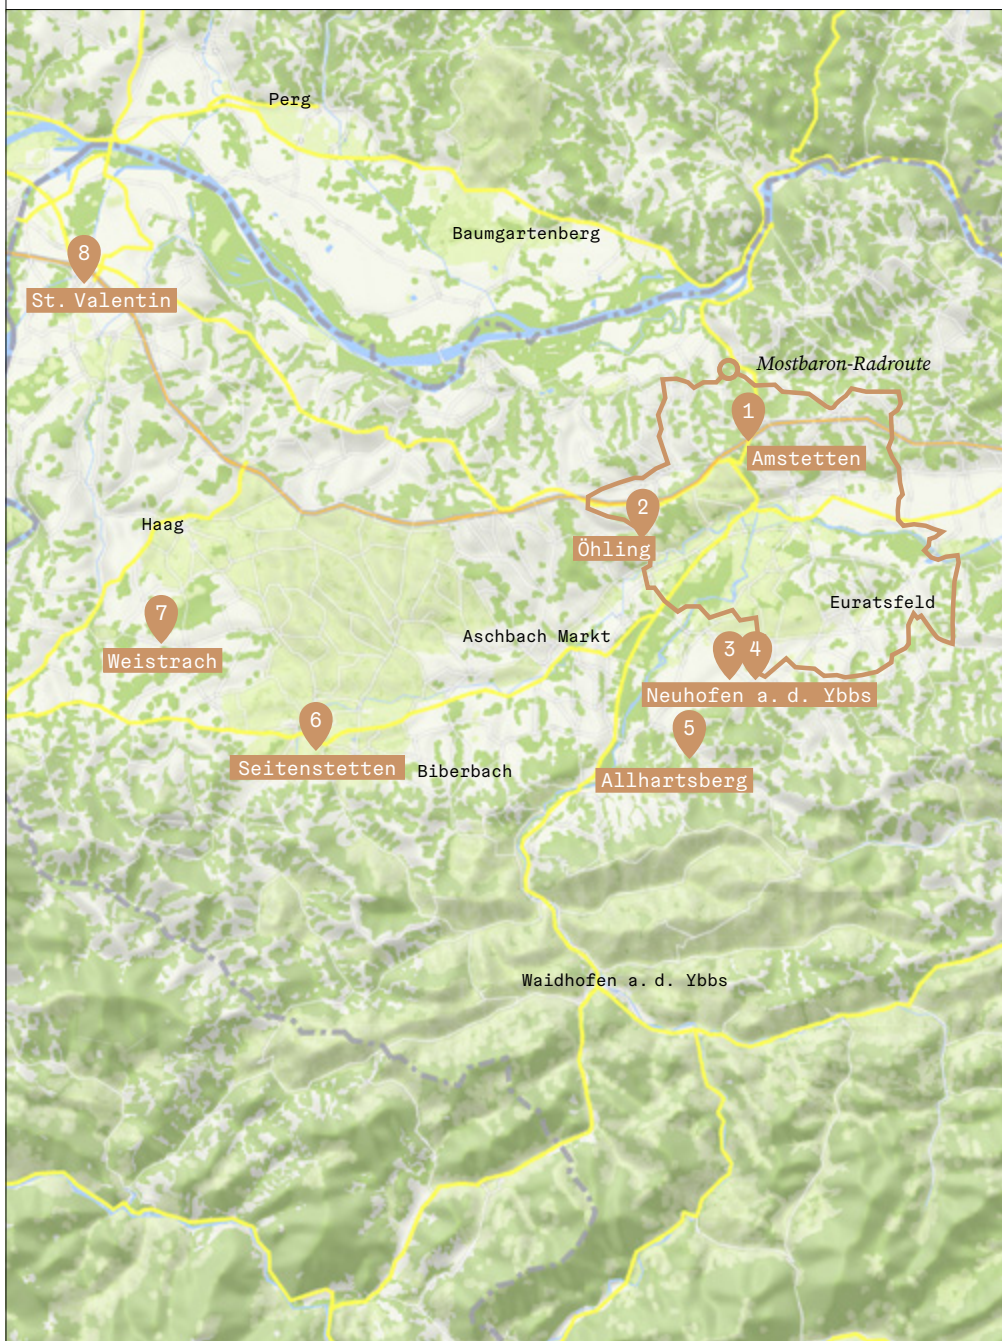 Perg
Baumgartenberg
8
St. Valentin
Mostbaron-Radroute
1
Amstetten
2
Haag
Öhling
Euratsfeld
7
Aschbach Markt
3 4
Weistrach
Neuhofen a. d. Ybbs
6
5
Seitenstetten
Biberbach
Allhartsberg
Waidhofen a. d. Ybbs